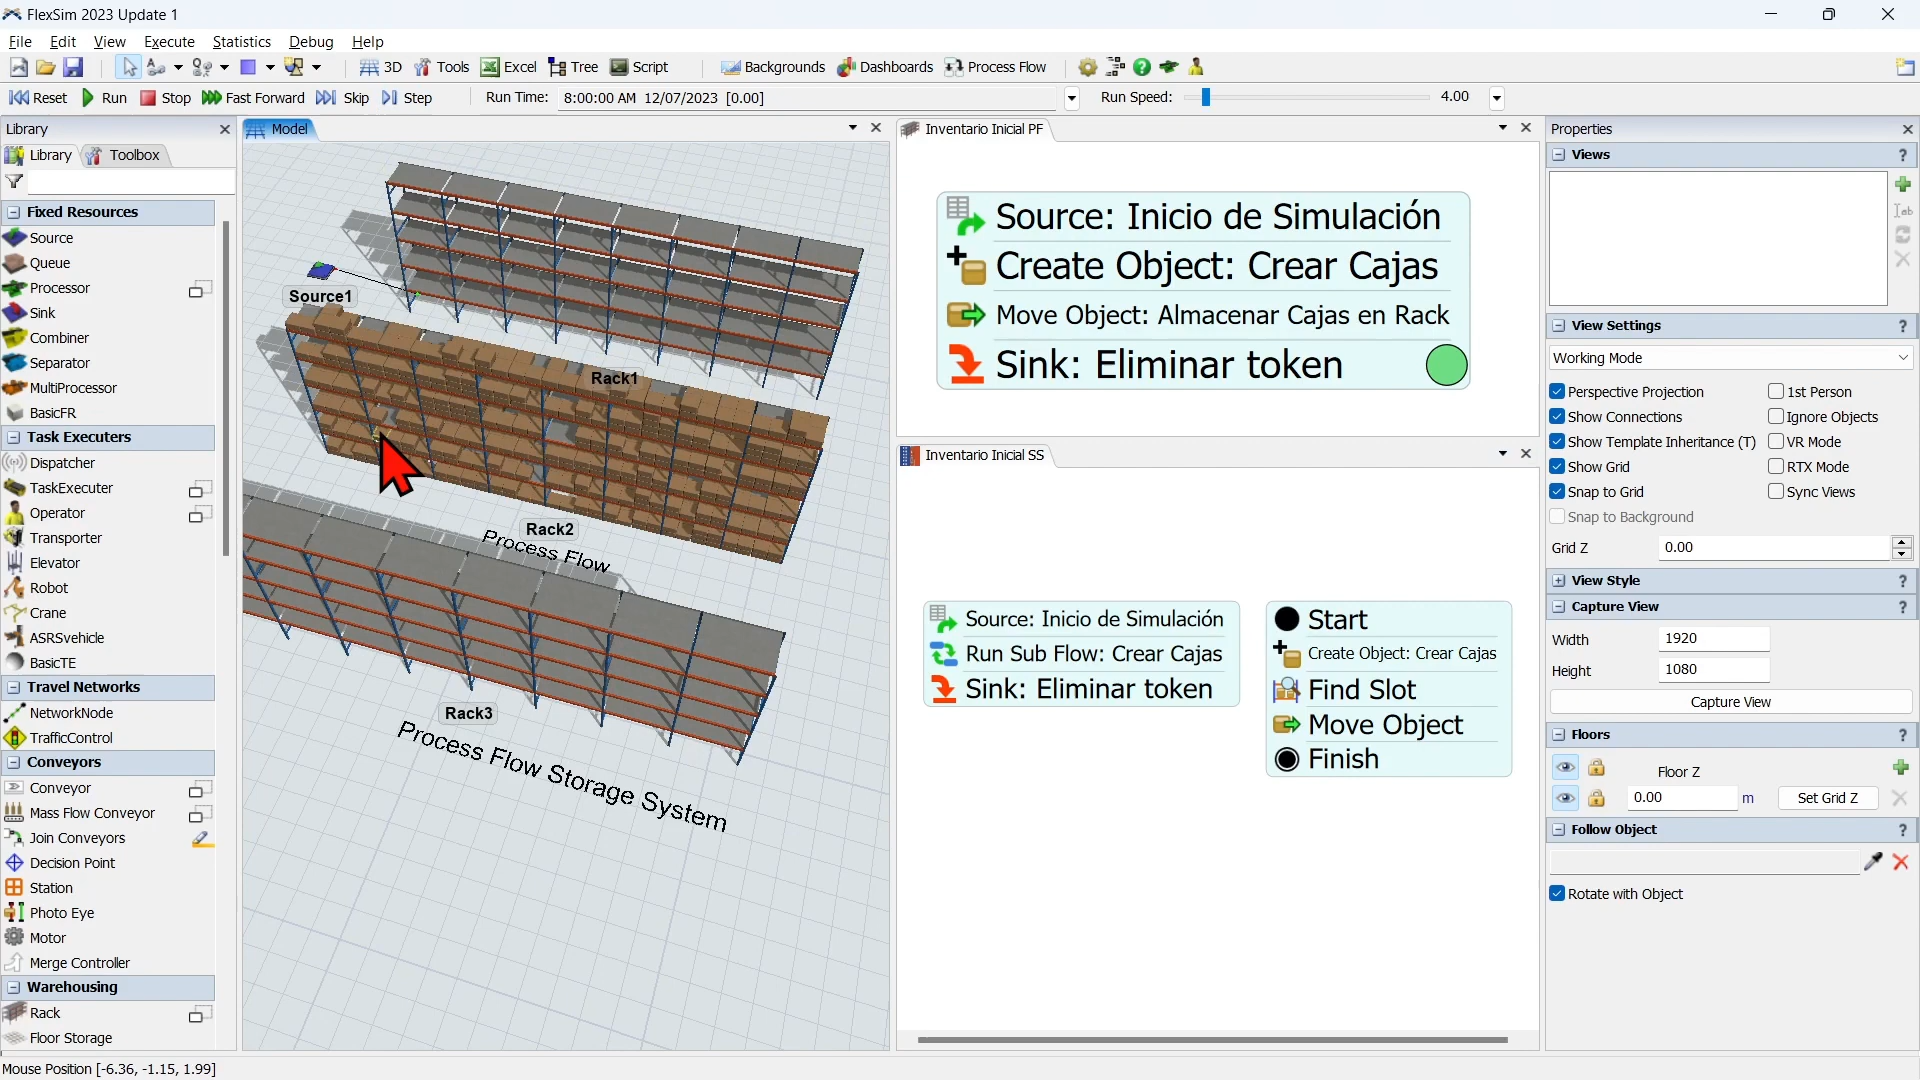 FlexSim 2023 Update 1
File Edit View Execute Statistics Debug Help
3D Tools Excel Tree Script Backgrounds Dashboards Process Flow
Reset Run Stop Fast Forward Skip Step Run Time: 8:00:00 AM 12/07/2023 [0.00] Run Speed: 4.00
Library
Library Toolbox
Fixed Resources
Source
Queue
Processor
Sink
Combiner
Separator
MultiProcessor
BasicFR
Task Executers
Dispatcher
TaskExecuter
Operator
Transporter
Elevator
Robot
Crane
ASRSvehicle
BasicTE
Travel Networks
NetworkNode
TrafficControl
Conveyors
Conveyor
Mass Flow Conveyor
Join Conveyors
Decision Point
Station
Photo Eye
Motor
Merge Controller
Warehousing
Rack
Floor Storage
Model
Source1
Rack1
Rack2
Process Flow
Rack3
Process Flow Storage System
Inventario Inicial PF
Source: Inicio de Simulación
Create Object: Crear Cajas
Move Object: Almacenar Cajas en Rack
Sink: Eliminar token
Inventario Inicial SS
Source: Inicio de Simulación
Run Sub Flow: Crear Cajas
Sink: Eliminar token
Start
Create Object: Crear Cajas
Find Slot
Move Object
Finish
Properties
Views ?
ab
View Settings ?
Working Mode
Perspective Projection 1st Person
Show Connections Ignore Objects
Show Template Inheritance (T) VR Mode
Show Grid RTX Mode
Snap to Grid Sync Views
Snap to Background
Grid Z 0.00
View Style ?
Capture View ?
Width 1920
Height 1080
Capture View
Floors ?
Floor Z
0.00 m Set Grid Z
Follow Object ?
Rotate with Object
Mouse Position [-6.36, -1.15, 1.99]